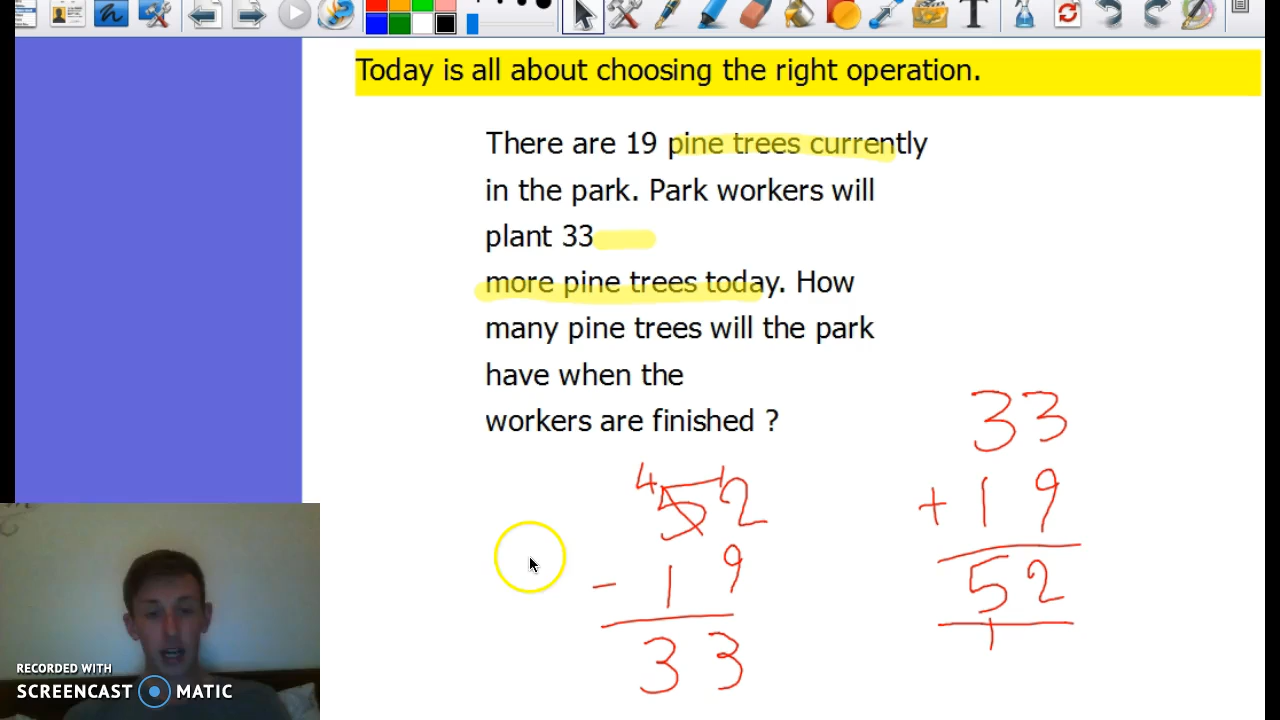 Today is all about choosing the right operation.
There are 19 pine trees currently
in the park. Park workers will
plant 33
more pine trees today. How
many pine trees will the park
have when the
workers are finished ?
4 1
52
- 19
33
33
+ 19
52
1
RECORDED WITH
SCREENCAST MATIC
T